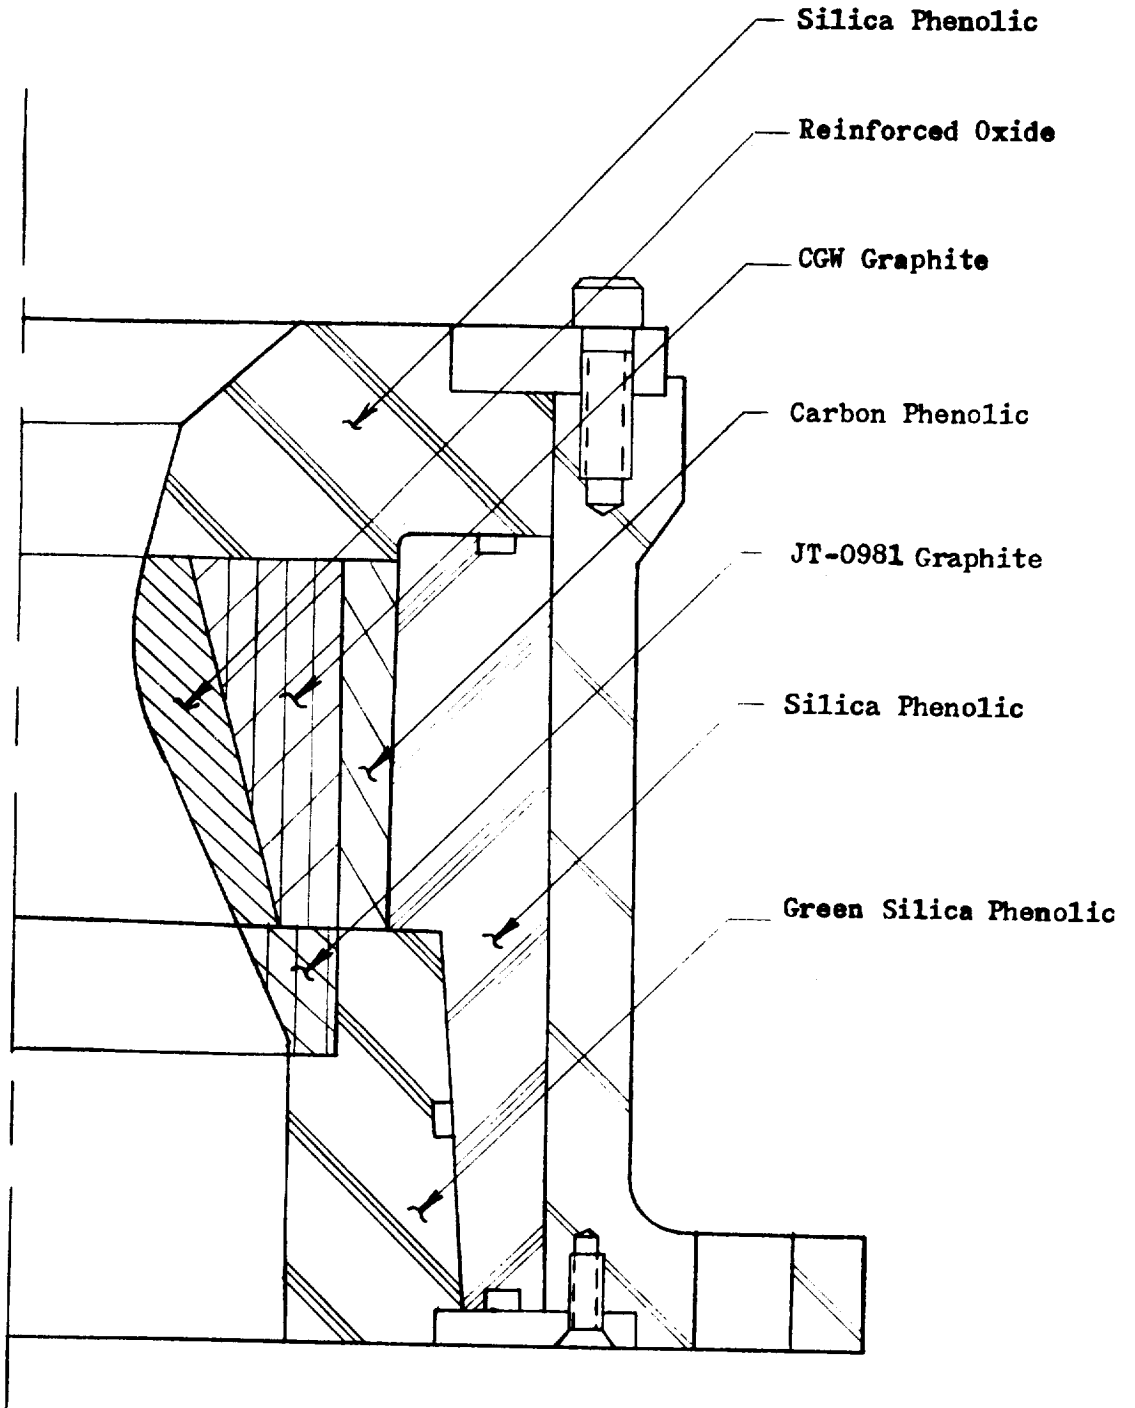 Silica Phenolic
Reinforced Oxide
CGW Graphite
Carbon Phenolic
JT-0981 Graphite
Silica Phenolic
Green Silica Phenolic